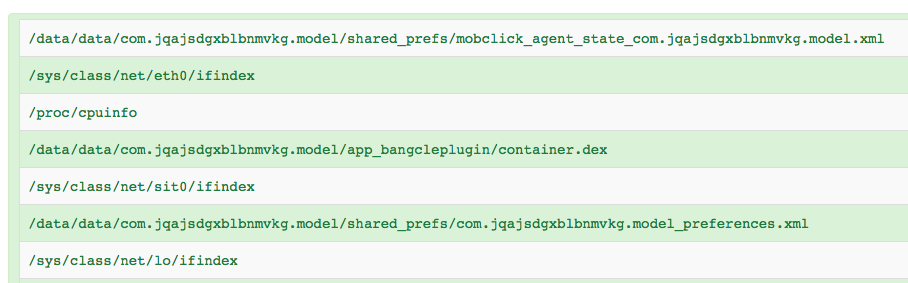 /data/data/com.jqajsdgxblbnmvkg.model/shared_prefs/mobclick_agent_state_com.jqajsdgxblbnmvkg.model.xml
/sys/class/net/eth0/ifindex
/proc/cpuinfo
/data/data/com.jqajsdgxblbnmvkg.model/app_bangcleplugin/container.dex
/sys/class/net/sit0/ifindex
/data/data/com.jqajsdgxblbnmvkg.model/shared_prefs/com.jqajsdgxblbnmvkg.model_preferences.xml
/sys/class/net/lo/ifindex